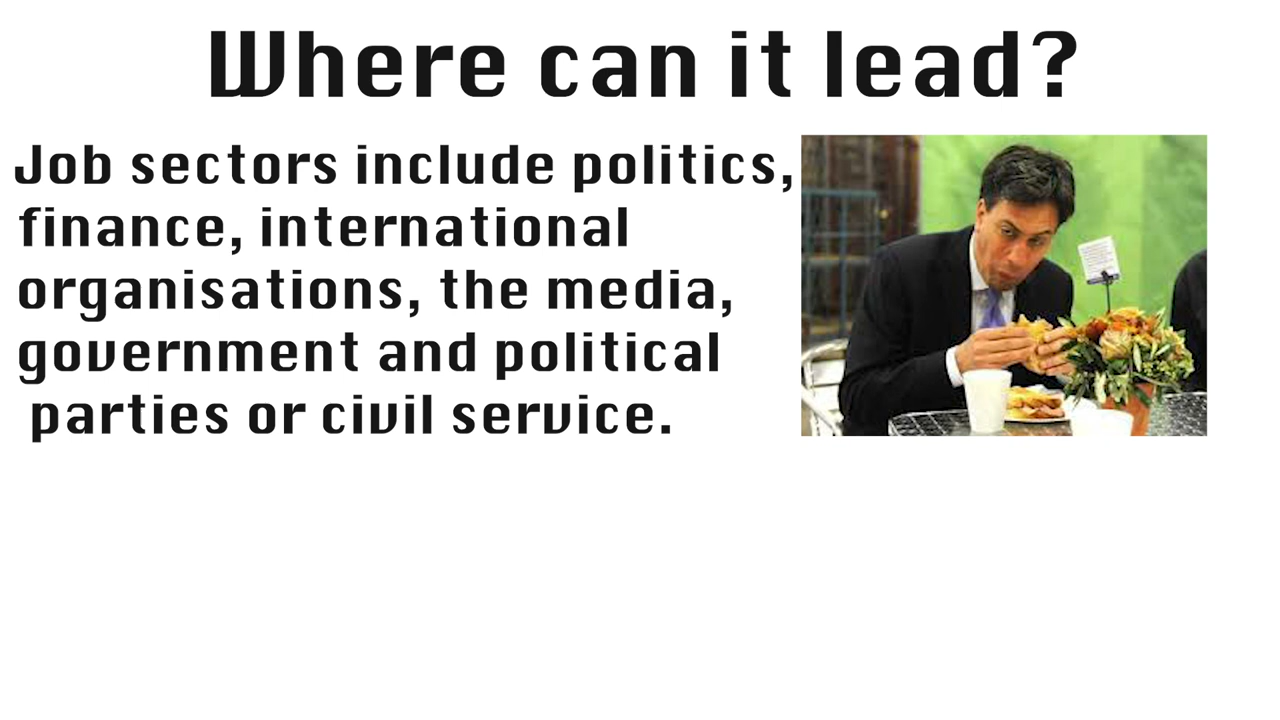 Where can it lead?
Job sectors include politics,
finance, international
organisations, the media,
government and political
parties or civil service.